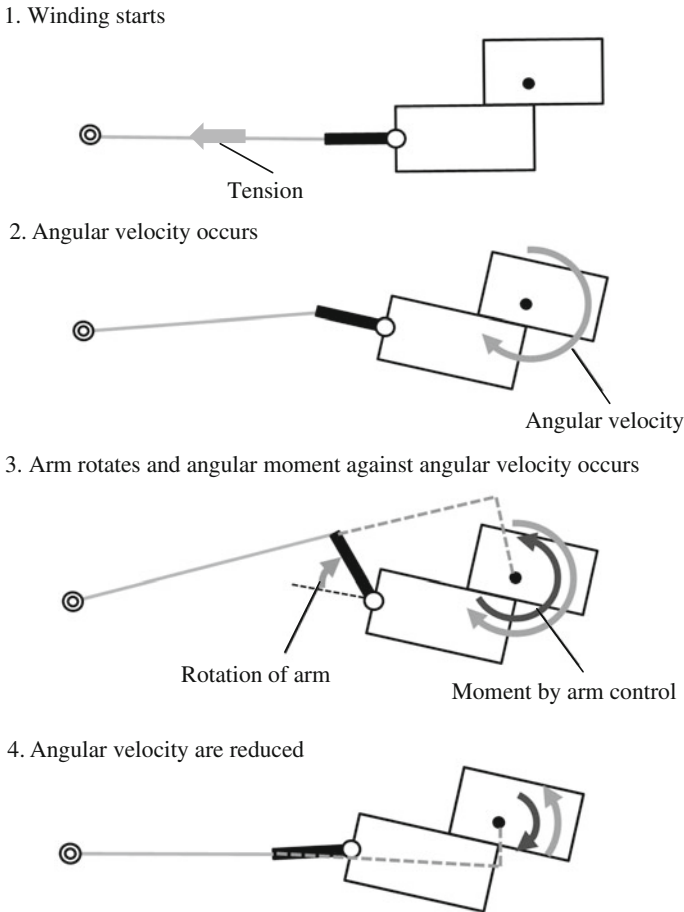 1. Winding starts
Tension
2. Angular velocity occurs
Angular velocity
3. Arm rotates and angular moment against angular velocity occurs
Rotation of arm
Moment by arm control
4. Angular velocity are reduced